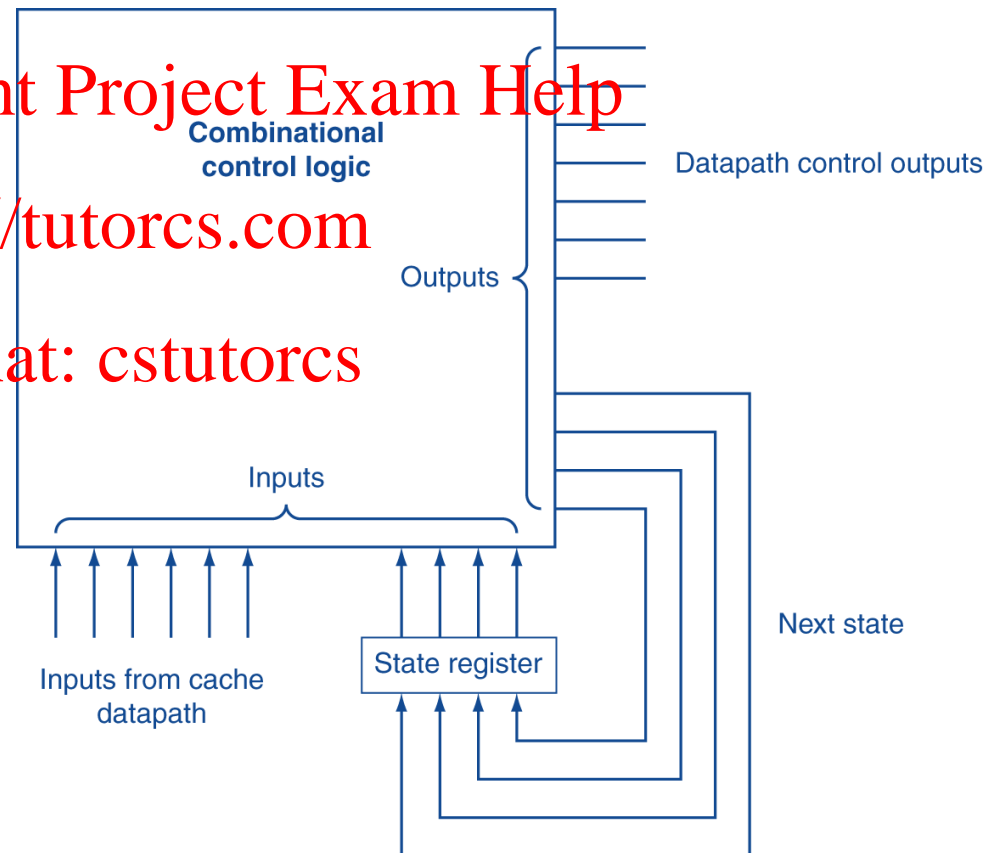 nt Project Exam Help
Combinational
control logic
Datapath control outputs
/tutorcs.com
Outputs
at: cstutorcs
Inputs
Next state
State register
Inputs from cache
datapath